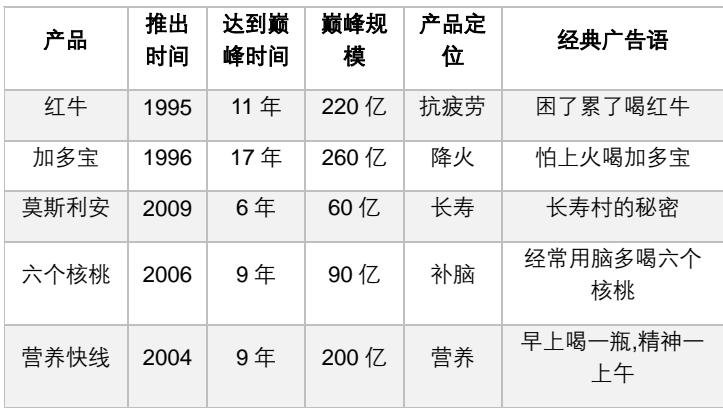 产品 推出时间 达到巅峰时间 巅峰规模 产品定位 经典广告语
红牛 1995 11 年 220 亿 抗疲劳 困了累了喝红牛
加多宝 1996 17 年 260 亿 降火 怕上火喝加多宝
莫斯利安 2009 6 年 60 亿 长寿 长寿村的秘密
六个核桃 2006 9 年 90 亿 补脑 经常用脑多喝六个核桃
营养快线 2004 9 年 200 亿 营养 早上喝一瓶,精神一上午